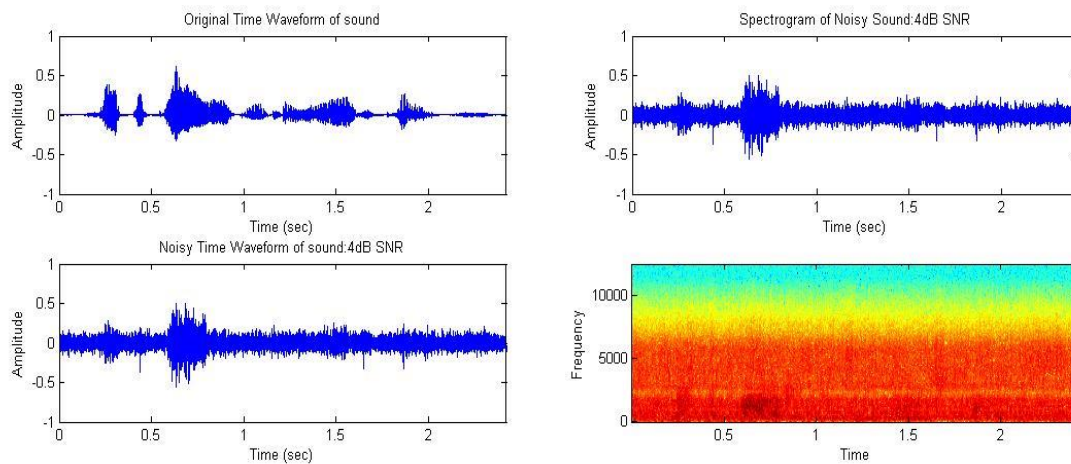 Original Time Waveform of sound
1
0.5
0
-0.5
-1
Amplitude
0 0.5 1 1.5 2
Time (sec)
Spectrogram of Noisy Sound:4dB SNR
1
0.5
0
-0.5
-1
Amplitude
0 0.5 1 1.5 2
Time (sec)
Noisy Time Waveform of sound:4dB SNR
1
0.5
0
-0.5
-1
Amplitude
0 0.5 1 1.5 2
Time (sec)
10000
5000
0
Frequency
0 0.5 1 1.5 2
Time